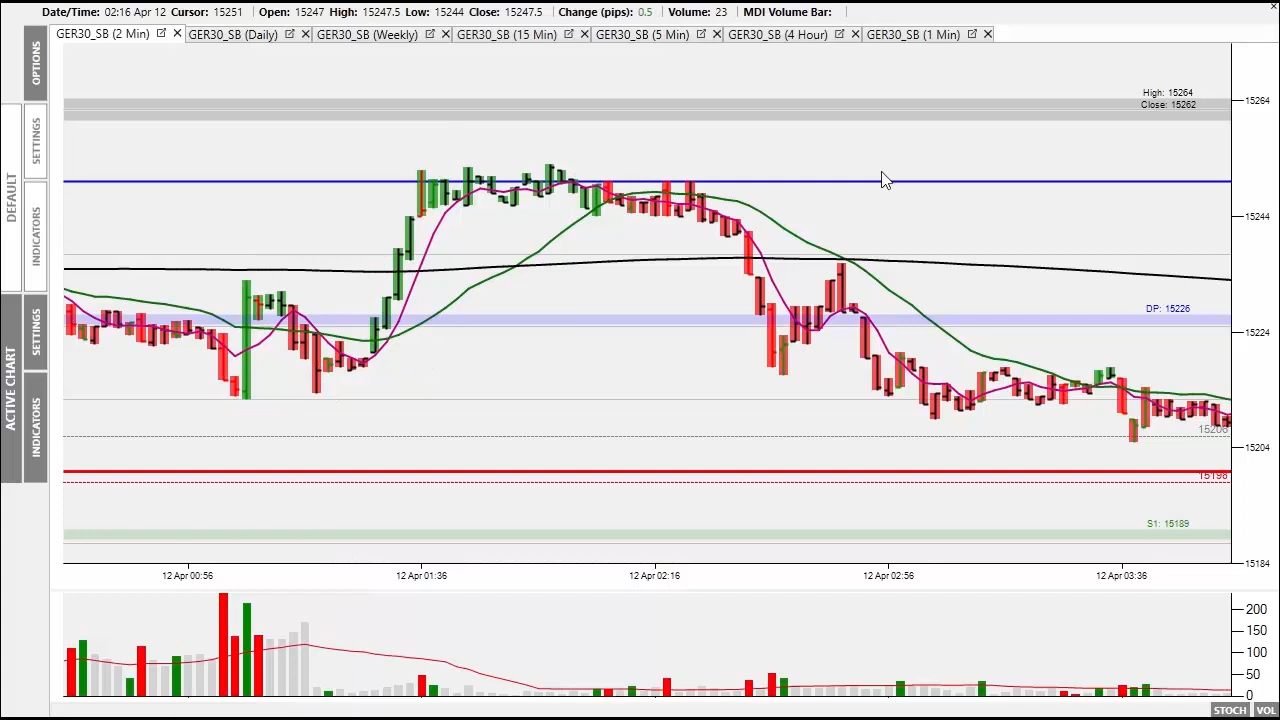 Date/Time: 02:16 Apr 12 Cursor: 15251 Open: 15247 High: 15247.5 Low: 15244 Close: 15247.5 Change (pips): 0.5 Volume: 23 MDI Volume Bar:
GER30_SB (2 Min) GER30_SB (Daily) GER30_SB (Weekly) GER30_SB (15 Min) GER30_SB (5 Min) GER30_SB (4 Hour) GER30_SB (1 Min)
OPTIONS
DEFAULT
SETTINGS
INDICATORS
ACTIVE CHART
SETTINGS
INDICATORS
High: 15264
Close: 15262
DP: 15226
15206
15198
S1: 15189
15264
15244
15224
15204
15184
12 Apr 00:56 12 Apr 01:36 12 Apr 02:16 12 Apr 02:56 12 Apr 03:36
200
150
100
50
0
STOCH VOL